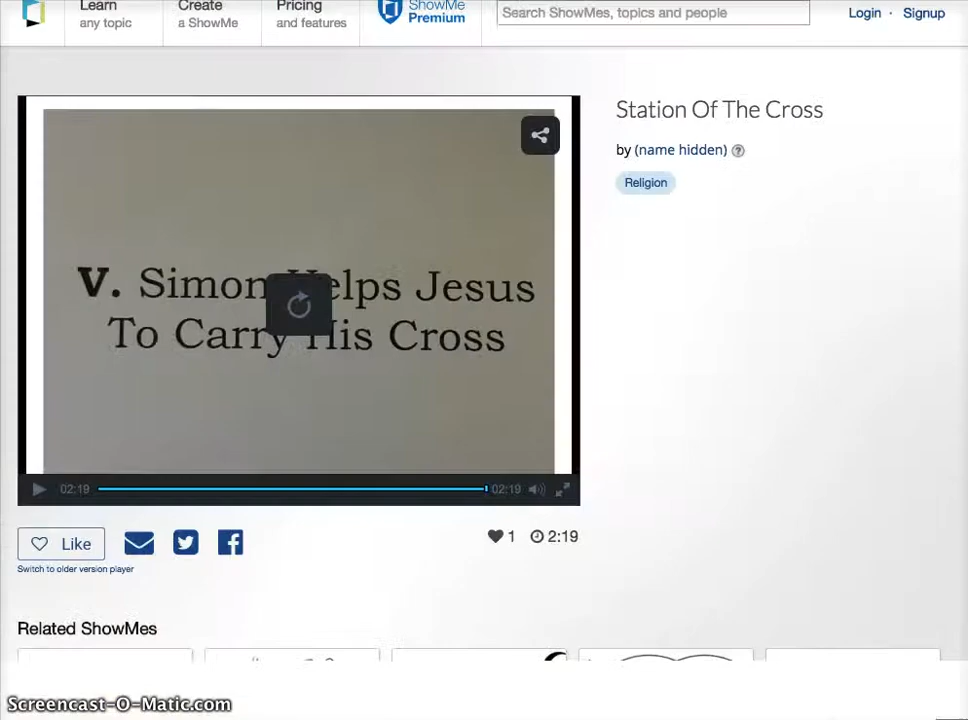 Learn
any topic
Create
a ShowMe
Pricing
and features
ShowMe
Premium
Search ShowMes, topics and people
Login · Signup
Station Of The Cross
by (name hidden) ?
Religion
V. Simon Helps Jesus
To Carry His Cross
02:19
02:19
Like
1
2:19
Switch to older version player
Related ShowMes
Screencast-O-Matic.com